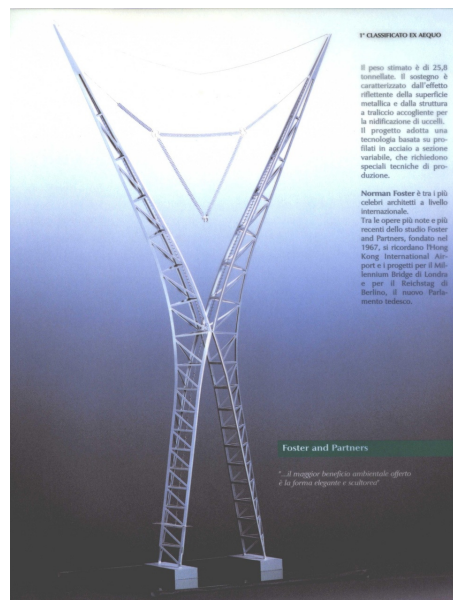 1° CLASSIFICATO EX AEQUO
Il peso stimato è di 25,8
tonnellate. Il sostegno è
caratterizzato dall'effetto
riflettente della superficie
metallica e dalla struttura
a traliccio accogliente per
la nidificazione di uccelli.
Il progetto adotta una
tecnologia basata su pro-
filati in acciaio a sezione
variabile, che richiedono
speciali tecniche di pro-
duzione.
Norman Foster è tra i più
celebri architetti a livello
internazionale.
Tra le opere più note e più
recenti dello studio Foster
and Partners, fondato nel
1967, si ricordano l'Hong
Kong International Air-
port e i progetti per il Mil-
lennium Bridge di Londra
e per il Reichstag di
Berlino, il nuovo Parla-
mento tedesco.
Foster and Partners
"...il maggior beneficio ambientale offerto
è la forma elegante e scultorea"